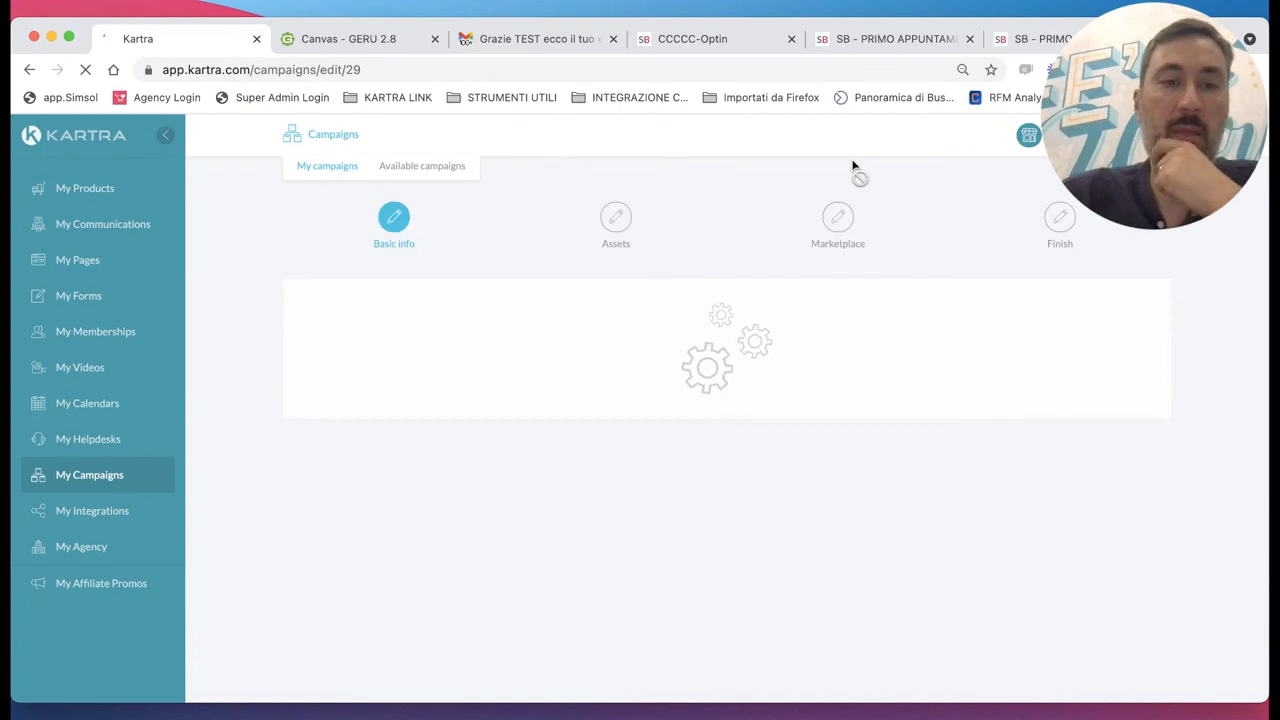 Kartra
Canvas - GERU 2.8
Grazie TEST ecco il tuo
SB CCCCC-Optin
SB SB - PRIMO APPUNTAM
SB SB - PRIMO
app.kartra.com/campaigns/edit/29
app.Simsol
Agency Login
Super Admin Login
KARTRA LINK
STRUMENTI UTILI
INTEGRAZIONE C...
Importati da Firefox
Panoramica di Bus...
RFM Analy
KARTRA
Campaigns
My campaigns
Available campaigns
My Products
My Communications
My Pages
My Forms
My Memberships
My Videos
My Calendars
My Helpdesks
My Campaigns
My Integrations
My Agency
My Affiliate Promos
Basic info
Assets
Marketplace
Finish